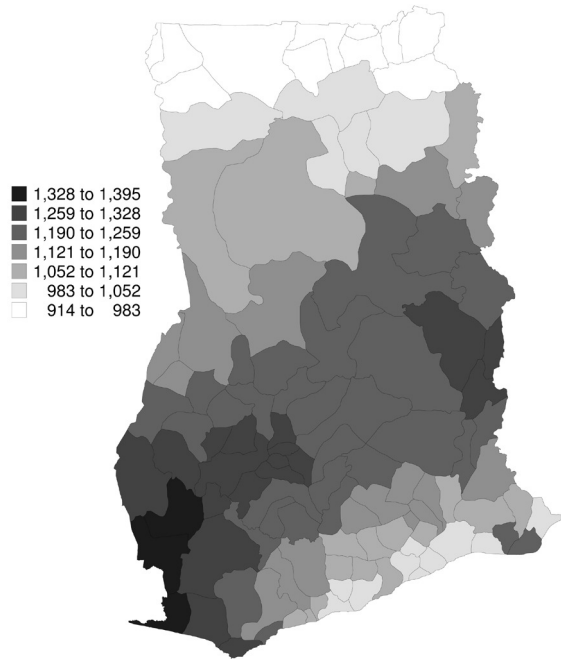 1,328 to 1,395
1,259 to 1,328
1,190 to 1,259
1,121 to 1,190
1,052 to 1,121
983 to 1,052
914 to 983